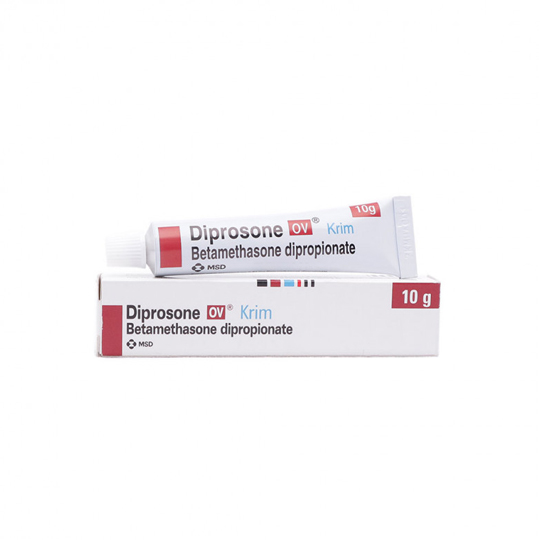 10g
Diprosone OV® Krim
Betamethasone dipropionate
MSD
10 g
Diprosone OV® Krim
Betamethasone dipropionate
MSD